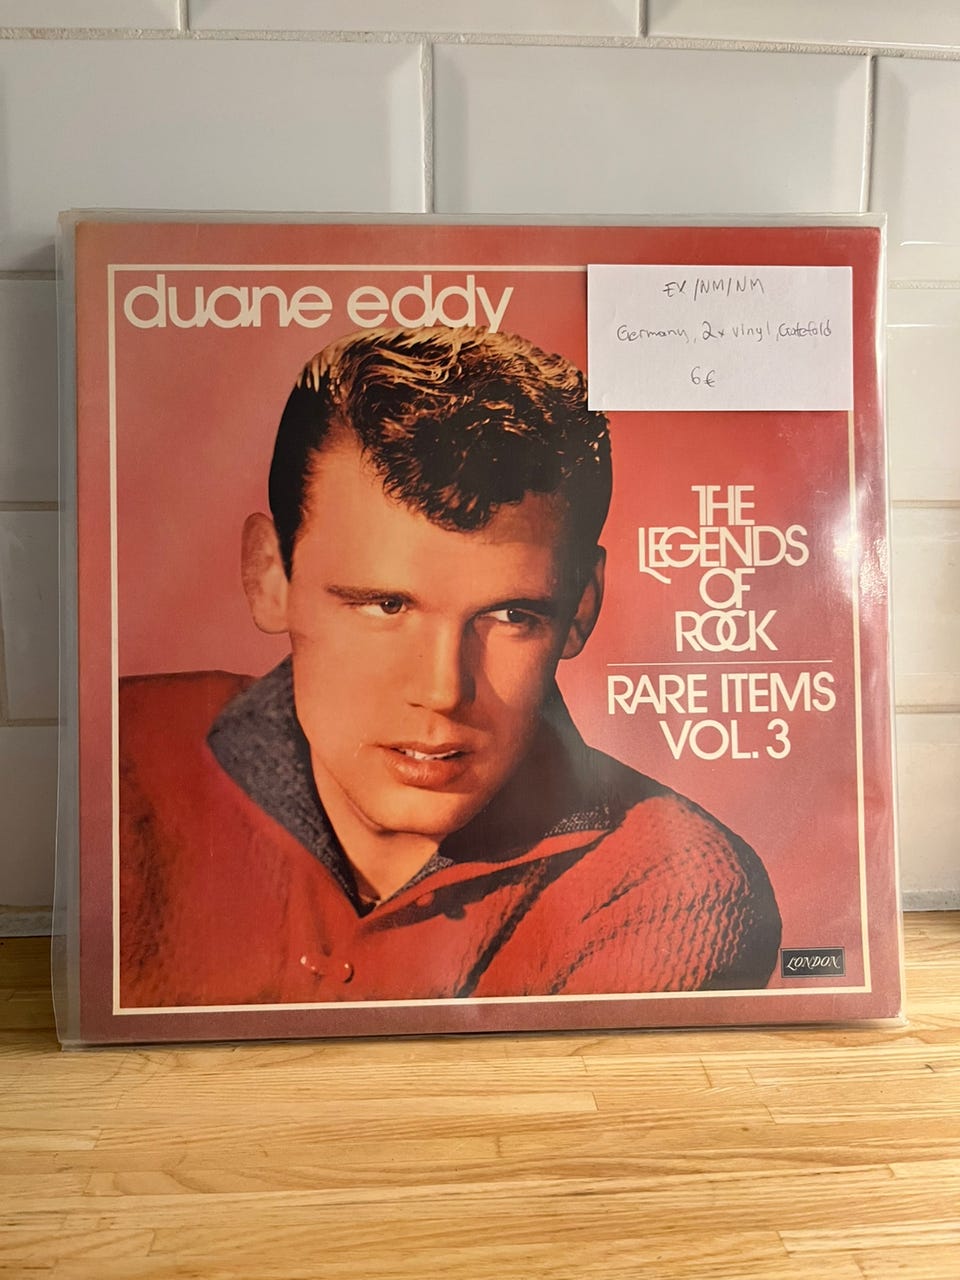 duane eddy
EX/NM/NM
Germany, 2x vinyl, Gatefold
6€
THE
LEGENDS
OF
ROCK
RARE ITEMS
VOL. 3
LONDON